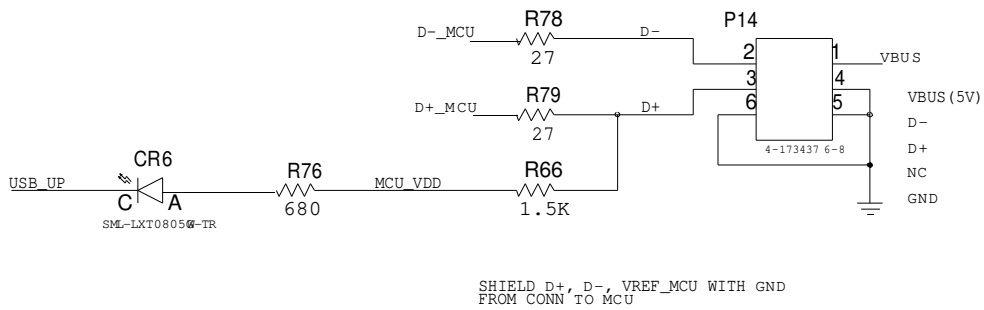 R78
P14
D-_MCU
D-
27
2
1
VBUS
3
4
R79
6
5
VBUS(5V)
D+_MCU
D+
D-
27
4-173437 6-8
D+
CR6
R76
R66
NC
USB_UP
MCU_VDD
C
A
680
1.5K
GND
SHIELD D+, D-, VREF_MCU WITH GND
FROM CONN TO MCU